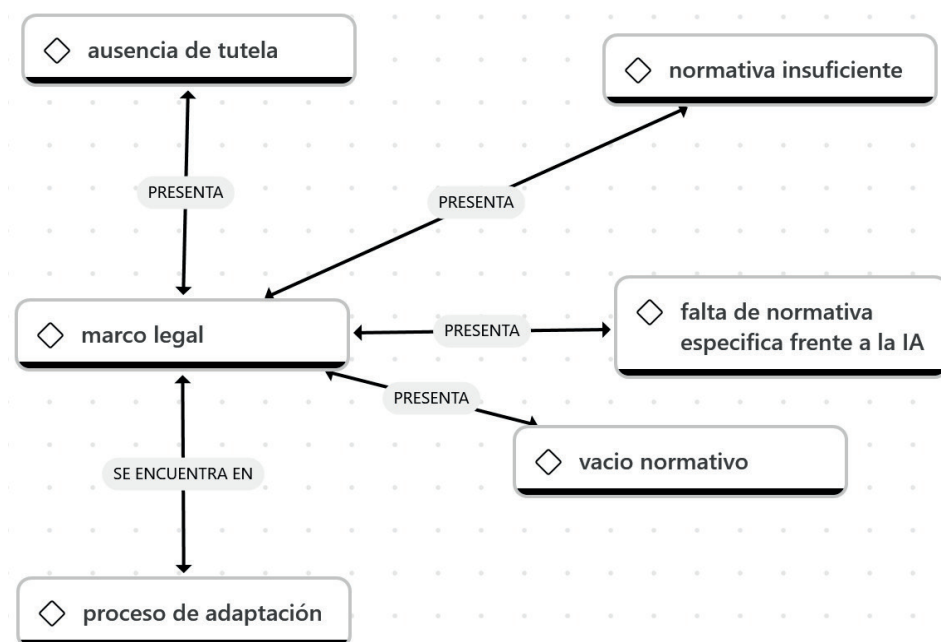 ausencia de tutela
normativa insuficiente
PRESENTA
PRESENTA
marco legal
PRESENTA
falta de normativa
especifica frente a la IA
PRESENTA
vacio normativo
SE ENCUENTRA EN
proceso de adaptación